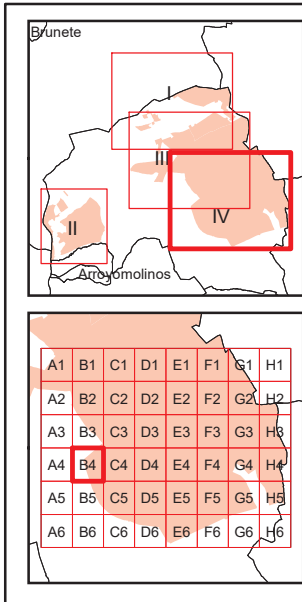 Brunete
I
III
IV
II
Arroyomolinos
A1 B1 C1 D1 E1 F1 G1 H1
A2 B2 C2 D2 E2 F2 G2 H2
A3 B3 C3 D3 E3 F3 G3 H3
A4 B4 C4 D4 E4 F4 G4 H4
A5 B5 C5 D5 E5 F5 G5 H5
A6 B6 C6 D6 E6 F6 G6 H6